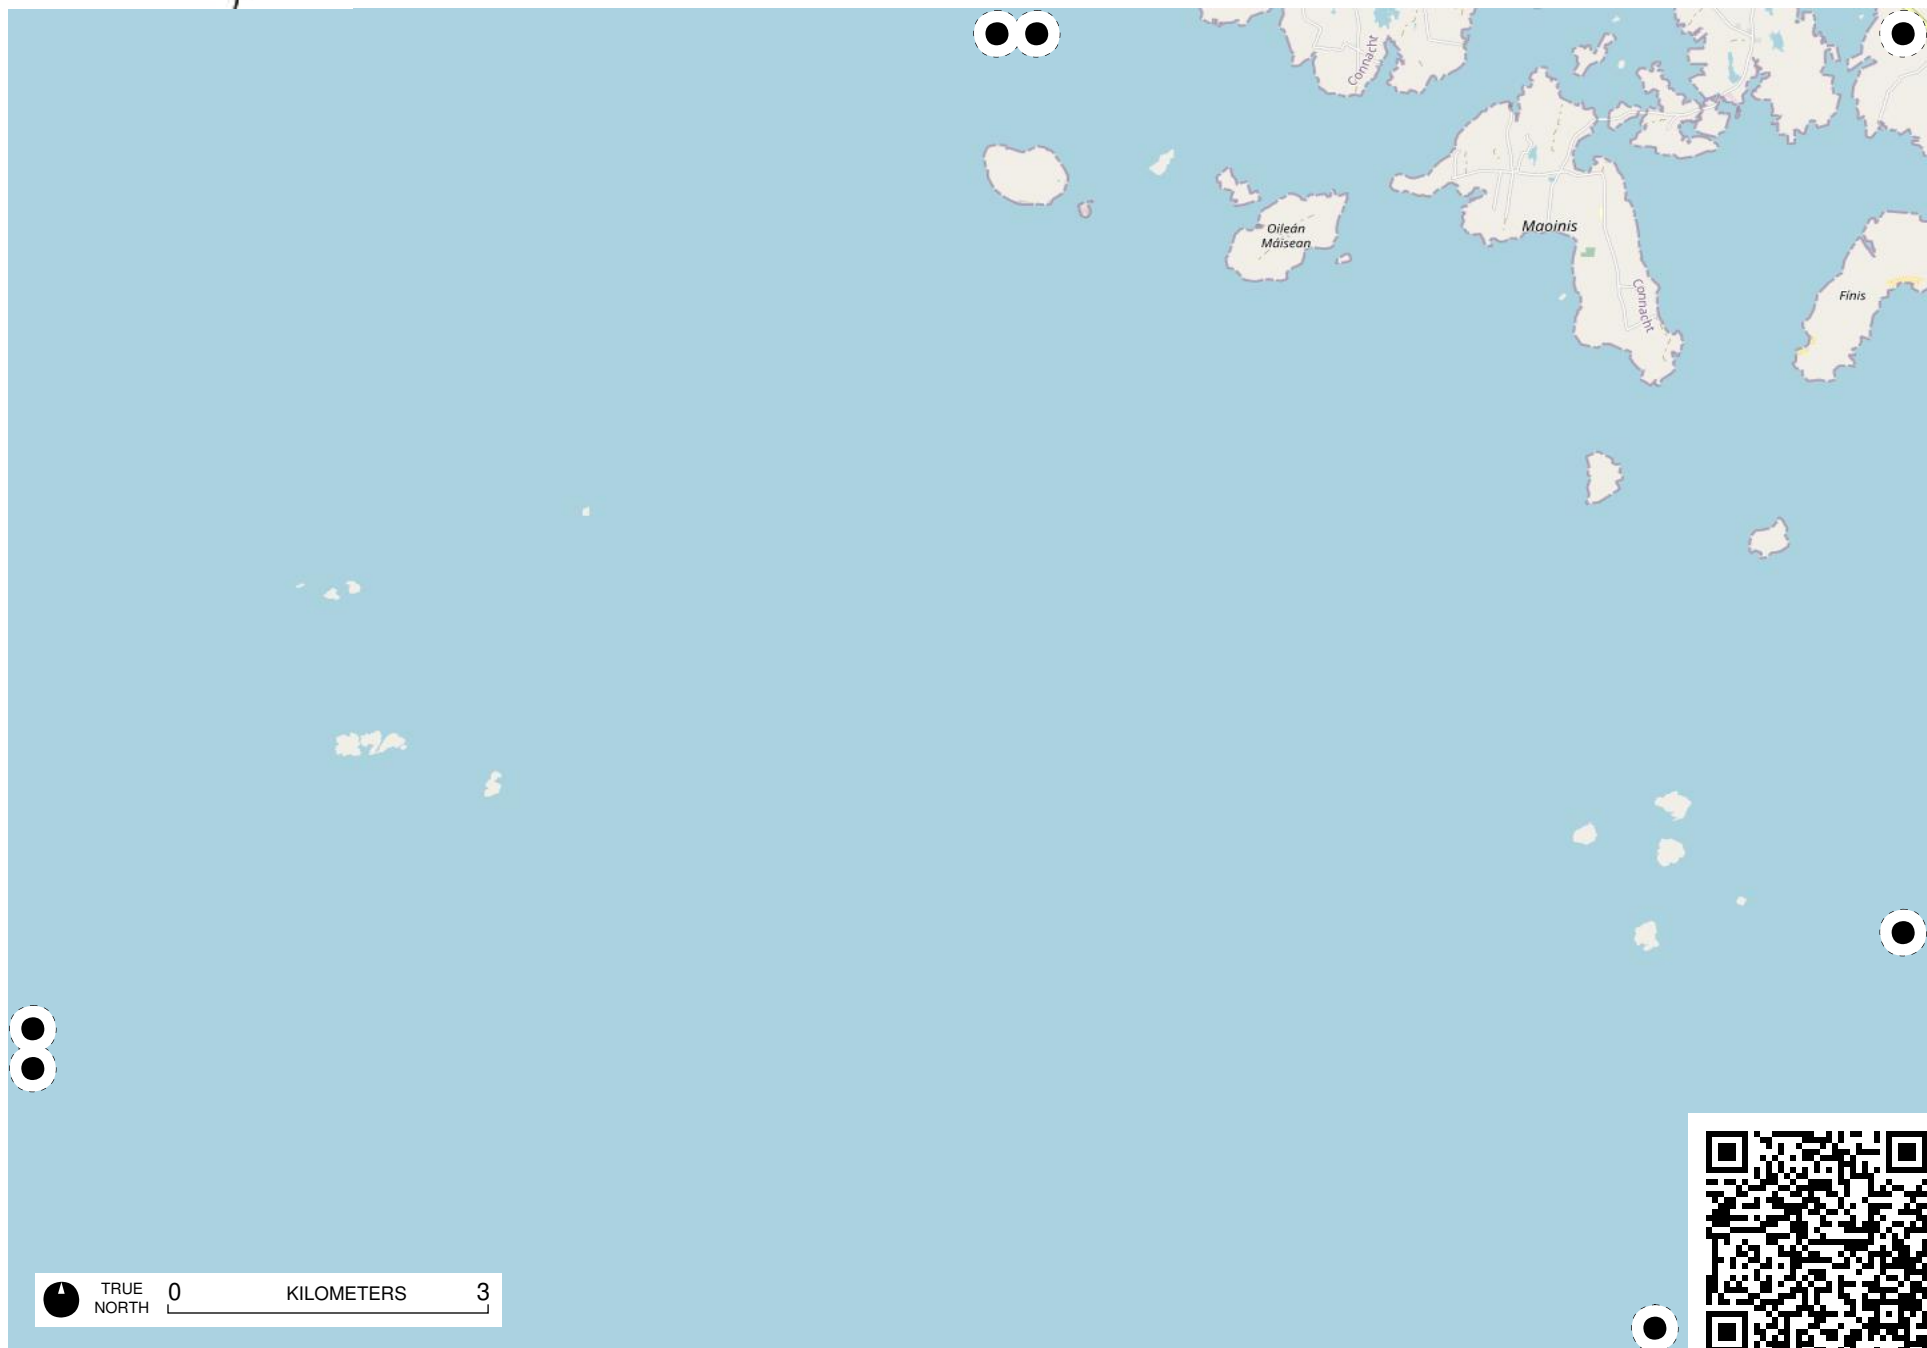 Connacht
Oileán
Máisean
Maoinis
Connacht
Finis
TRUE
NORTH
0
KILOMETERS
3